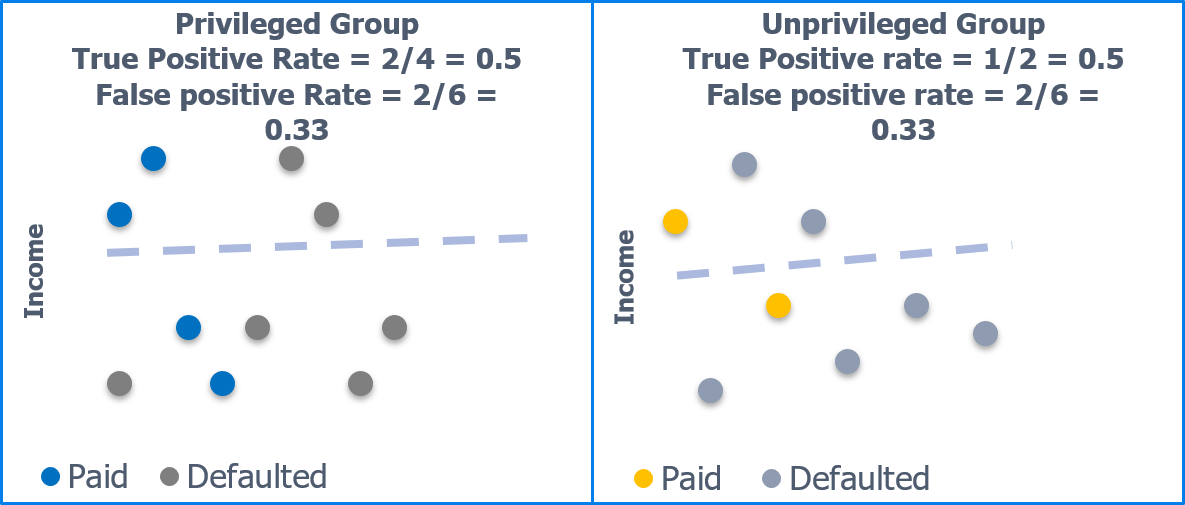 Privileged Group
True Positive Rate = 2/4 = 0.5
False positive Rate = 2/6 =
0.33
Income
Paid
Defaulted
Unprivileged Group
True Positive rate = 1/2 = 0.5
False positive rate = 2/6 =
0.33
Income
Paid
Defaulted